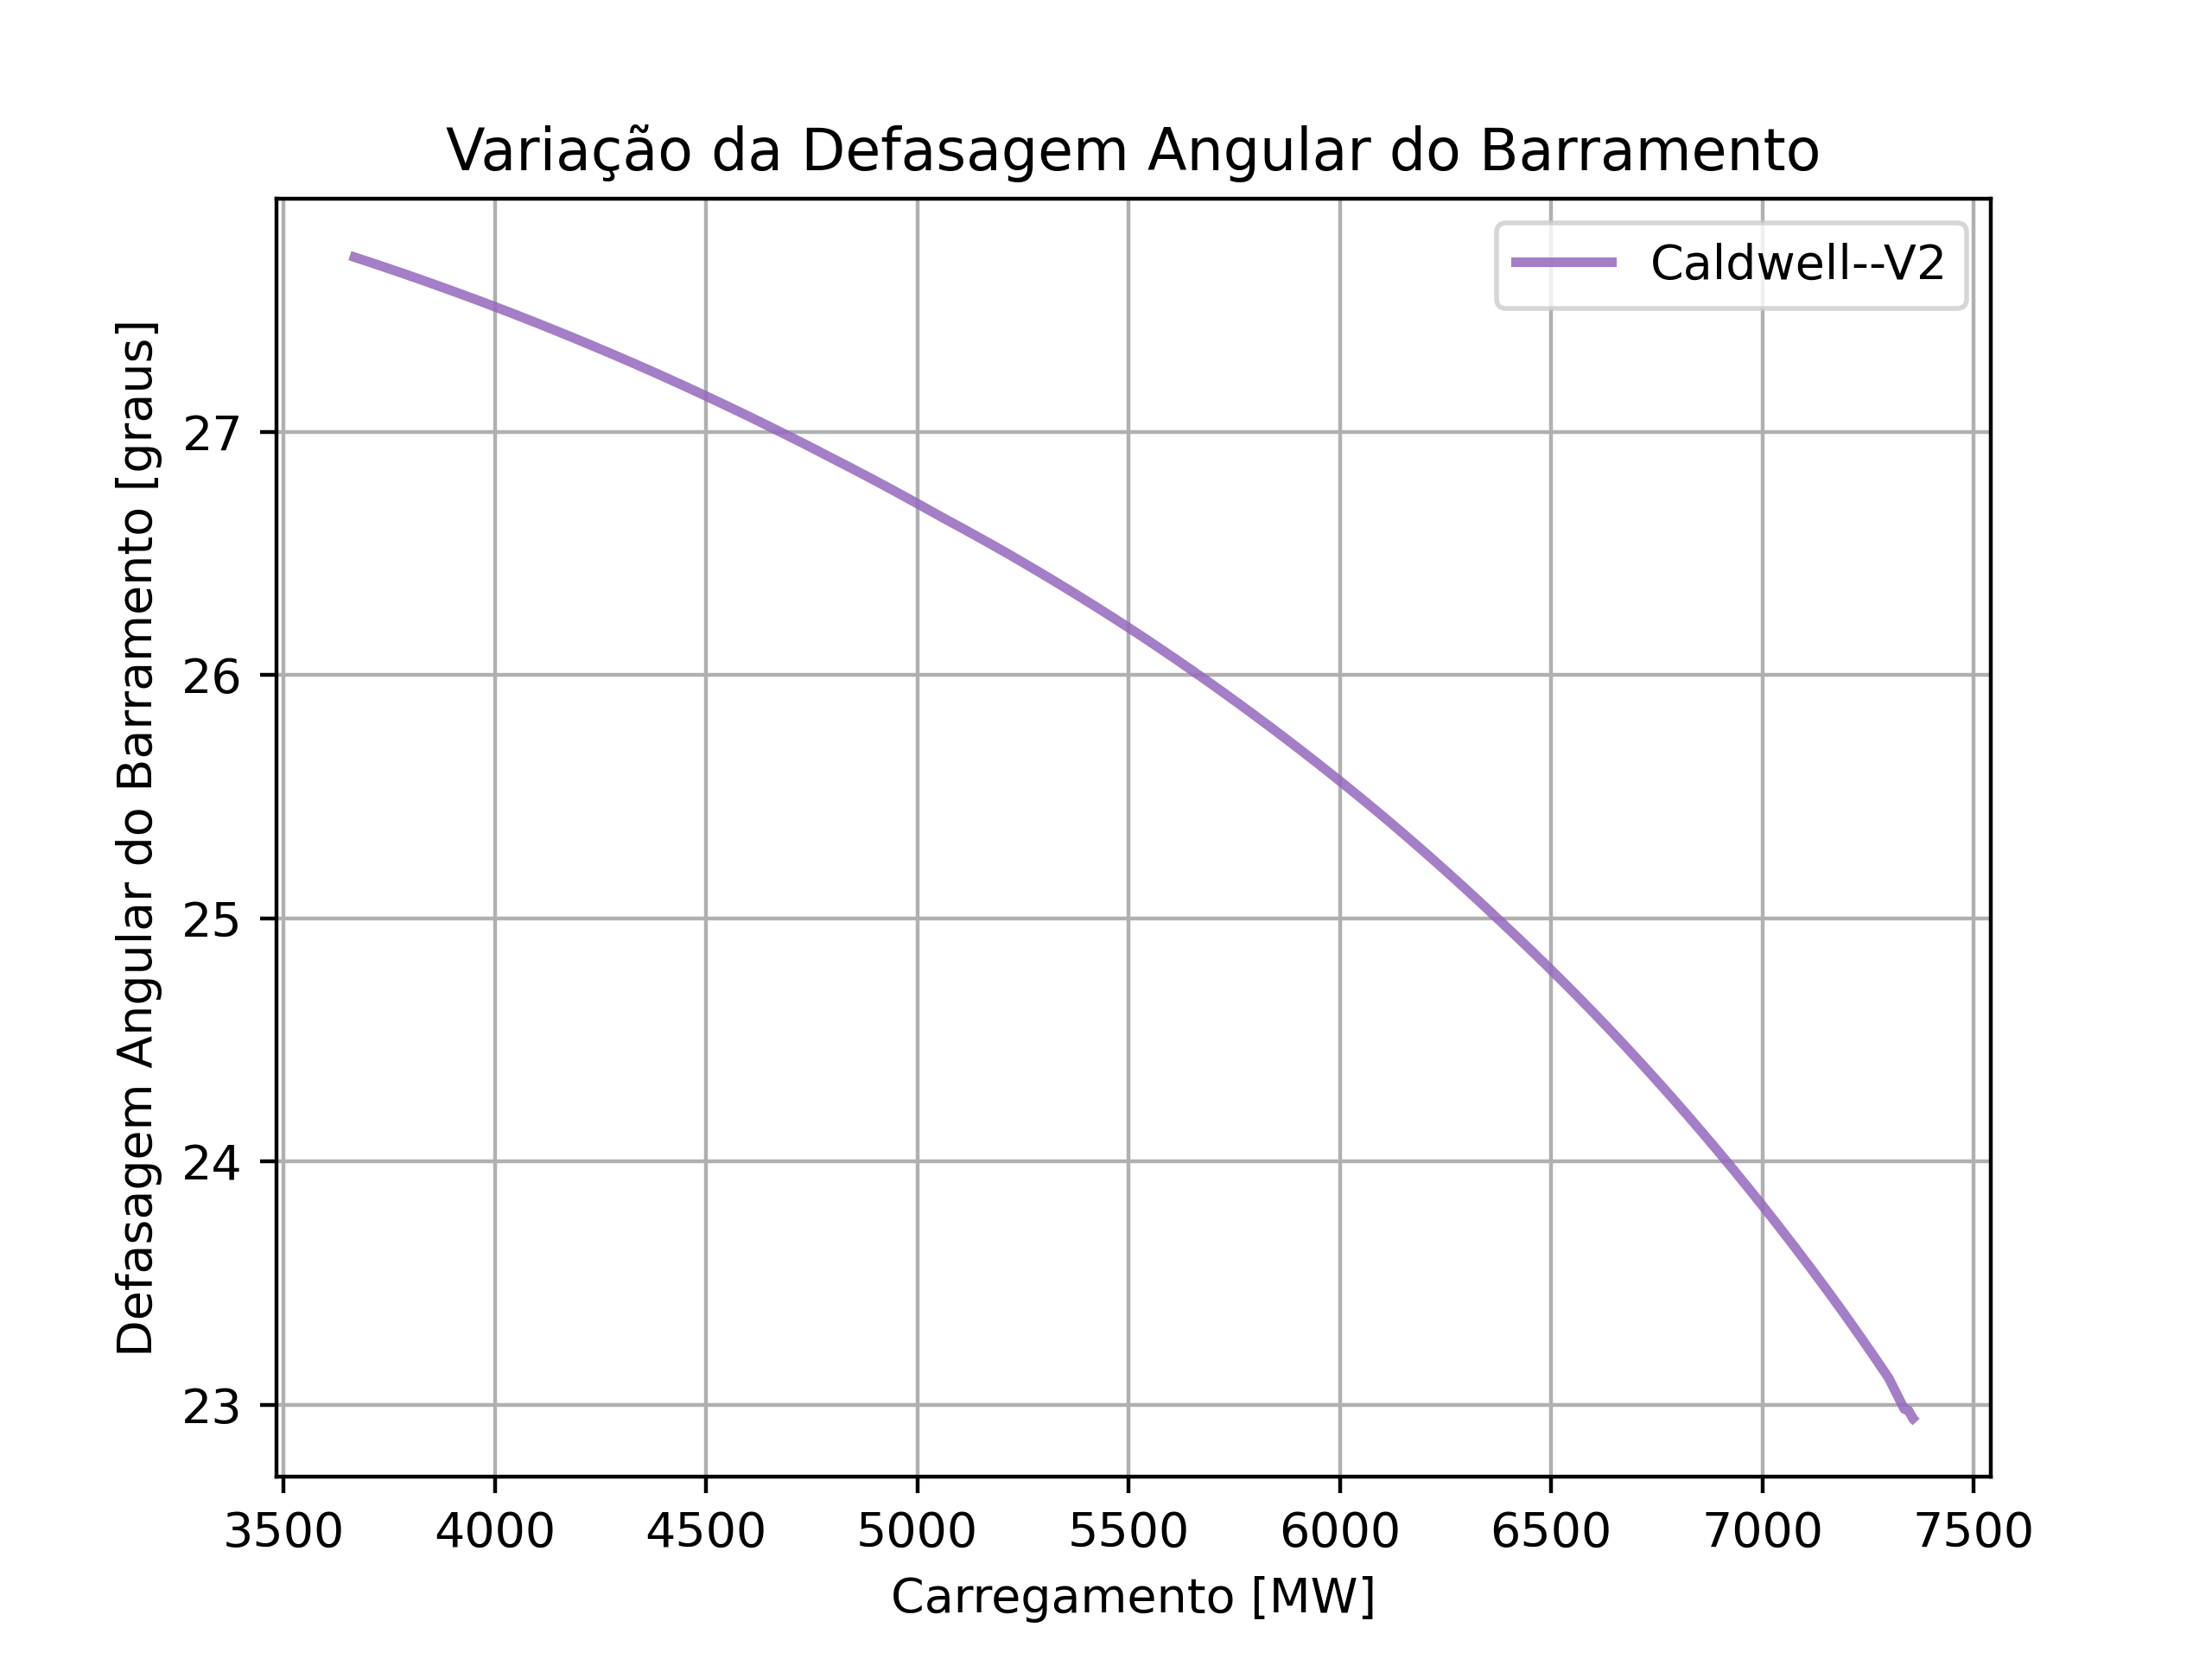 Variação da Defasagem Angular do Barramento
Caldwell--V2
Defasagem Angular do Barramento [graus]
27
26
25
24
23
3500 4000 4500 5000 5500 6000 6500 7000 7500
Carregamento [MW]